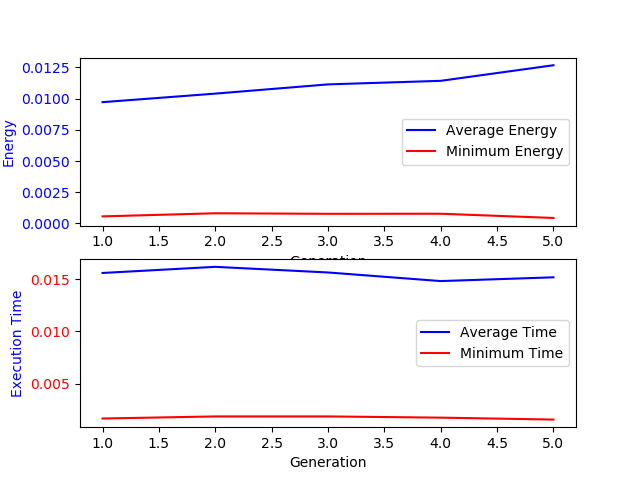 0.0125
0.0100
0.0075
0.0050
0.0025
0.0000
Energy
Average Energy
Minimum Energy
1.0 1.5 2.0 2.5 3.0 3.5 4.0 4.5 5.0
Generation
0.015
0.010
0.005
Execution Time
Average Time
Minimum Time
1.0 1.5 2.0 2.5 3.0 3.5 4.0 4.5 5.0
Generation